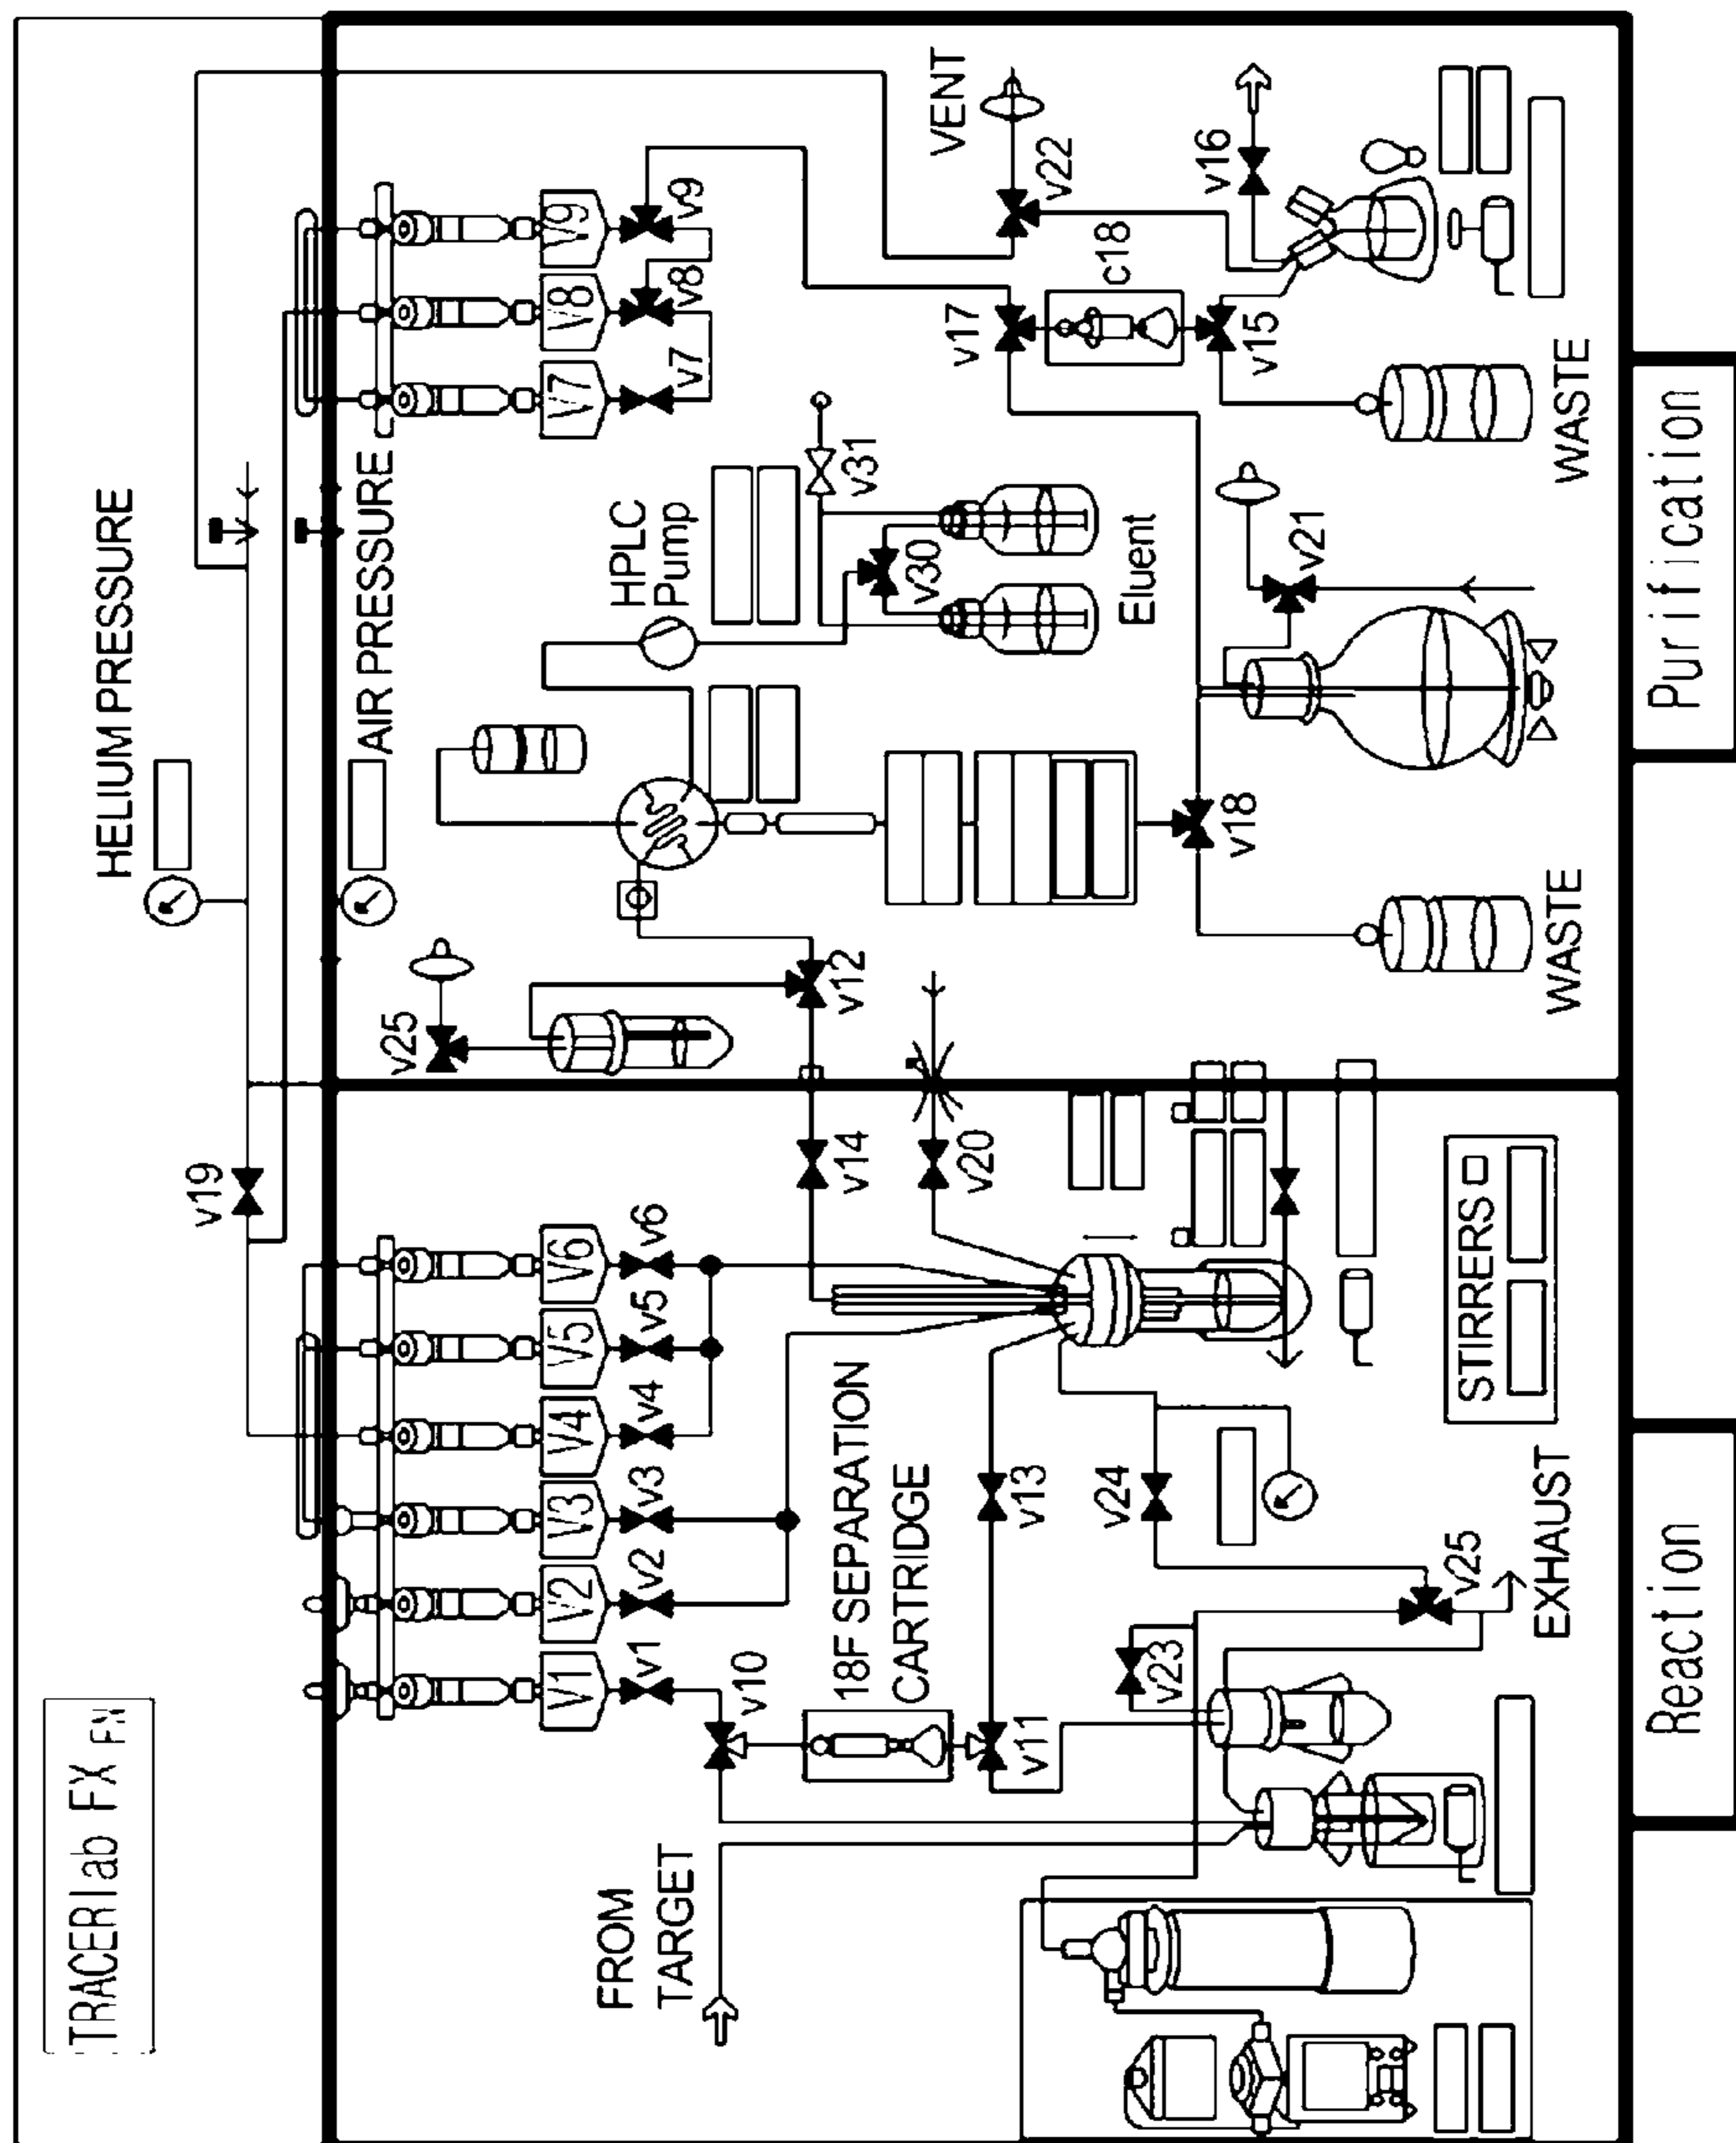 TRACERlab FX FN
HELIUM PRESSURE
v19
AIR PRESSURE
V1
V2
V3
V4
V5
V6
V7
V8
V9
v1
v2
v3
v4
v5
v6
v7
v8
v9
v25
HPLC
Pump
v31
v30
Eluent
VENT
v22
v16
v17
c18
v15
WASTE
v21
v18
WASTE
v12
v14
v20
FROM
TARGET
v10
18F SEPARATION
CARTRIDGE
v11
v13
v24
v23
v25
EXHAUST
STIRRERS
Reaction
Purification